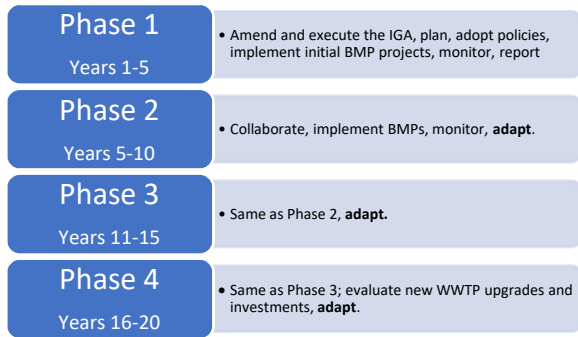 Phase 1
Years 1-5
• Amend and execute the IGA, plan, adopt policies,
implement initial BMP projects, monitor, report
Phase 2
Years 5-10
• Collaborate, implement BMPs, monitor, adapt.
Phase 3
Years 11-15
• Same as Phase 2, adapt.
Phase 4
Years 16-20
• Same as Phase 3; evaluate new WWTP upgrades and
investments, adapt.